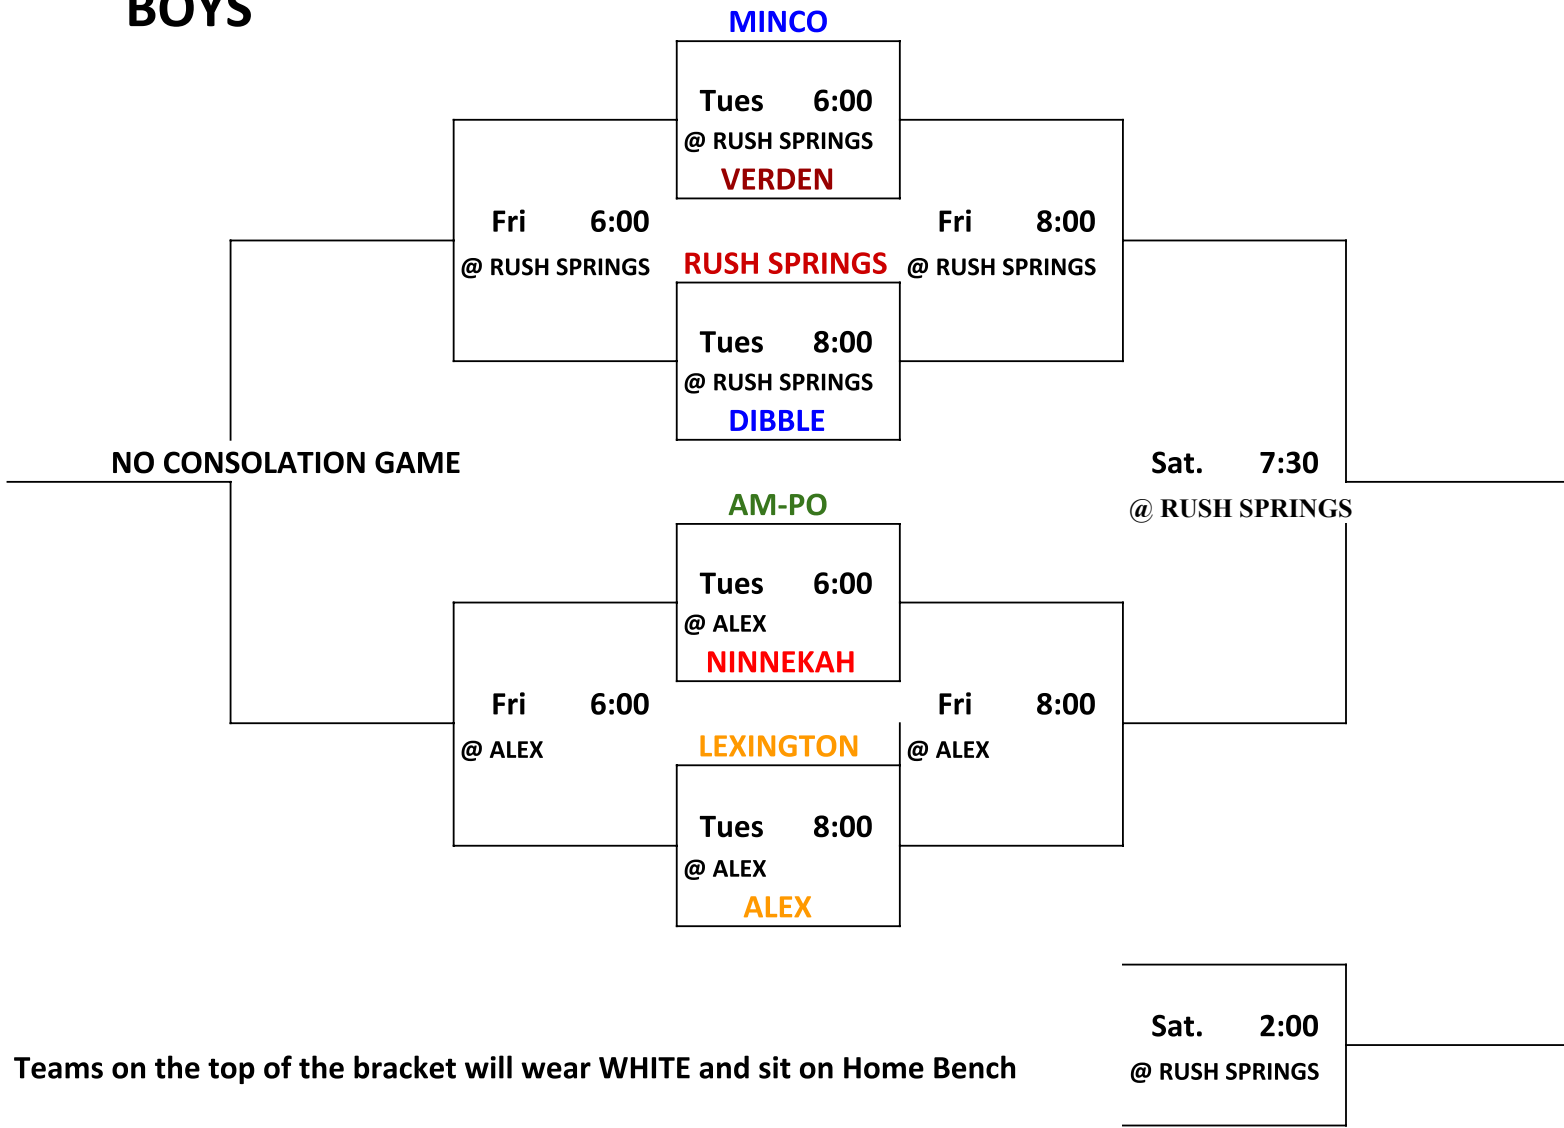 BOYS
MINCO
Tues 6:00
@ RUSH SPRINGS
VERDEN
Fri 6:00
@ RUSH SPRINGS
Fri 8:00
@ RUSH SPRINGS
RUSH SPRINGS
Tues 8:00
@ RUSH SPRINGS
DIBBLE
NO CONSOLATION GAME
Sat. 7:30
@ RUSH SPRINGS
AM-PO
Tues 6:00
@ ALEX
NINNEKAH
Fri 6:00
@ ALEX
Fri 8:00
@ ALEX
LEXINGTON
Tues 8:00
@ ALEX
ALEX
Sat. 2:00
@ RUSH SPRINGS
Teams on the top of the bracket will wear WHITE and sit on Home Bench